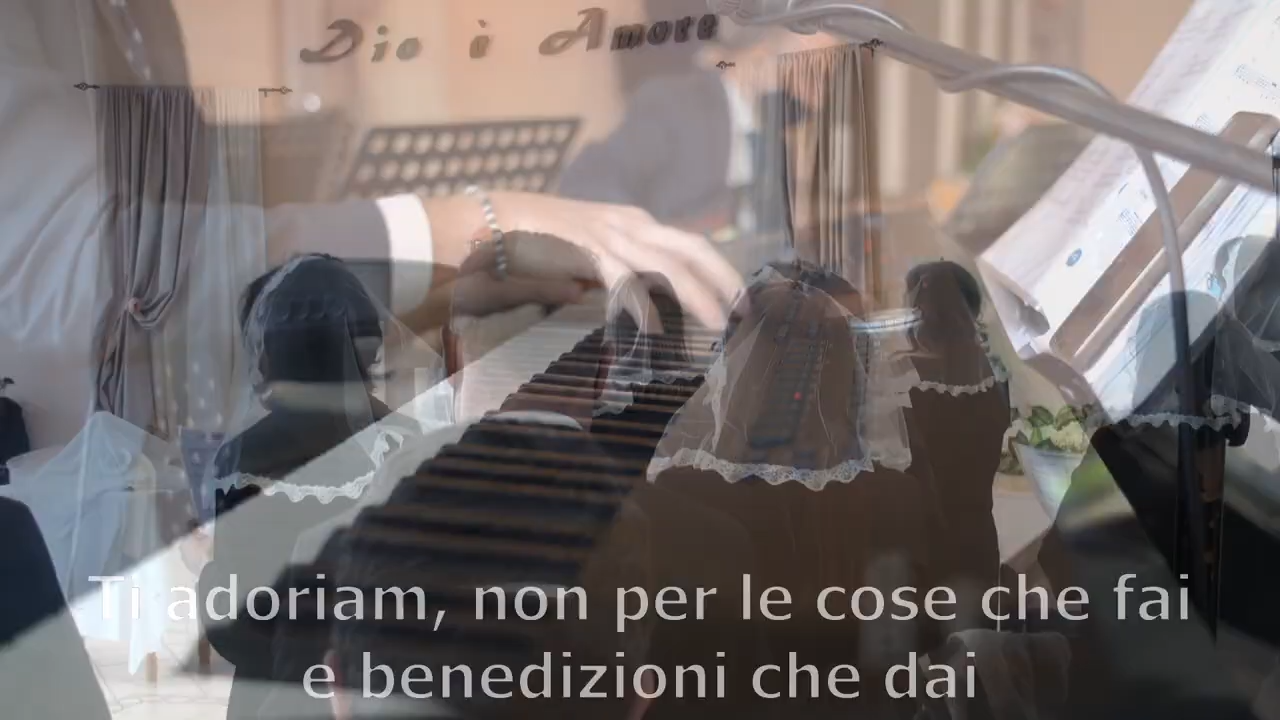 Dio è Amore
Ti adoriam, non per le cose che fai
e benedizioni che dai